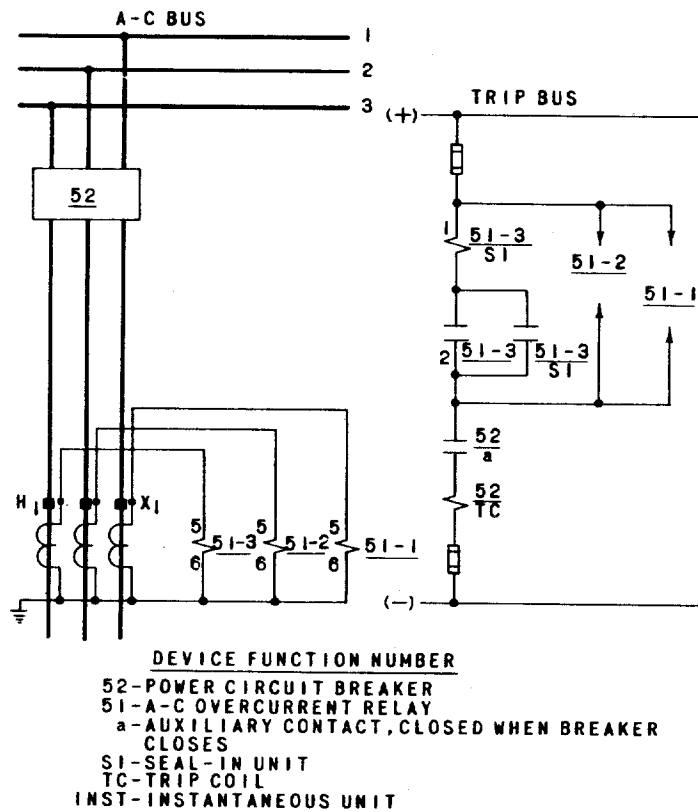 A-C BUS
1
2
3
52
TRIP BUS
(+)
1
51-3
SI
51-2
51-1
2
51-3
51-3
SI
52
a
52
TC
(-)
H1
X1
5
6
51-3
5
6
51-2
5
6
51-1
DEVICE FUNCTION NUMBER
52-POWER CIRCUIT BREAKER
51-A-C OVERCURRENT RELAY
a-AUXILIARY CONTACT, CLOSED WHEN BREAKER
CLOSES
SI-SEAL-IN UNIT
TC-TRIP COIL
INST-INSTANTANEOUS UNIT